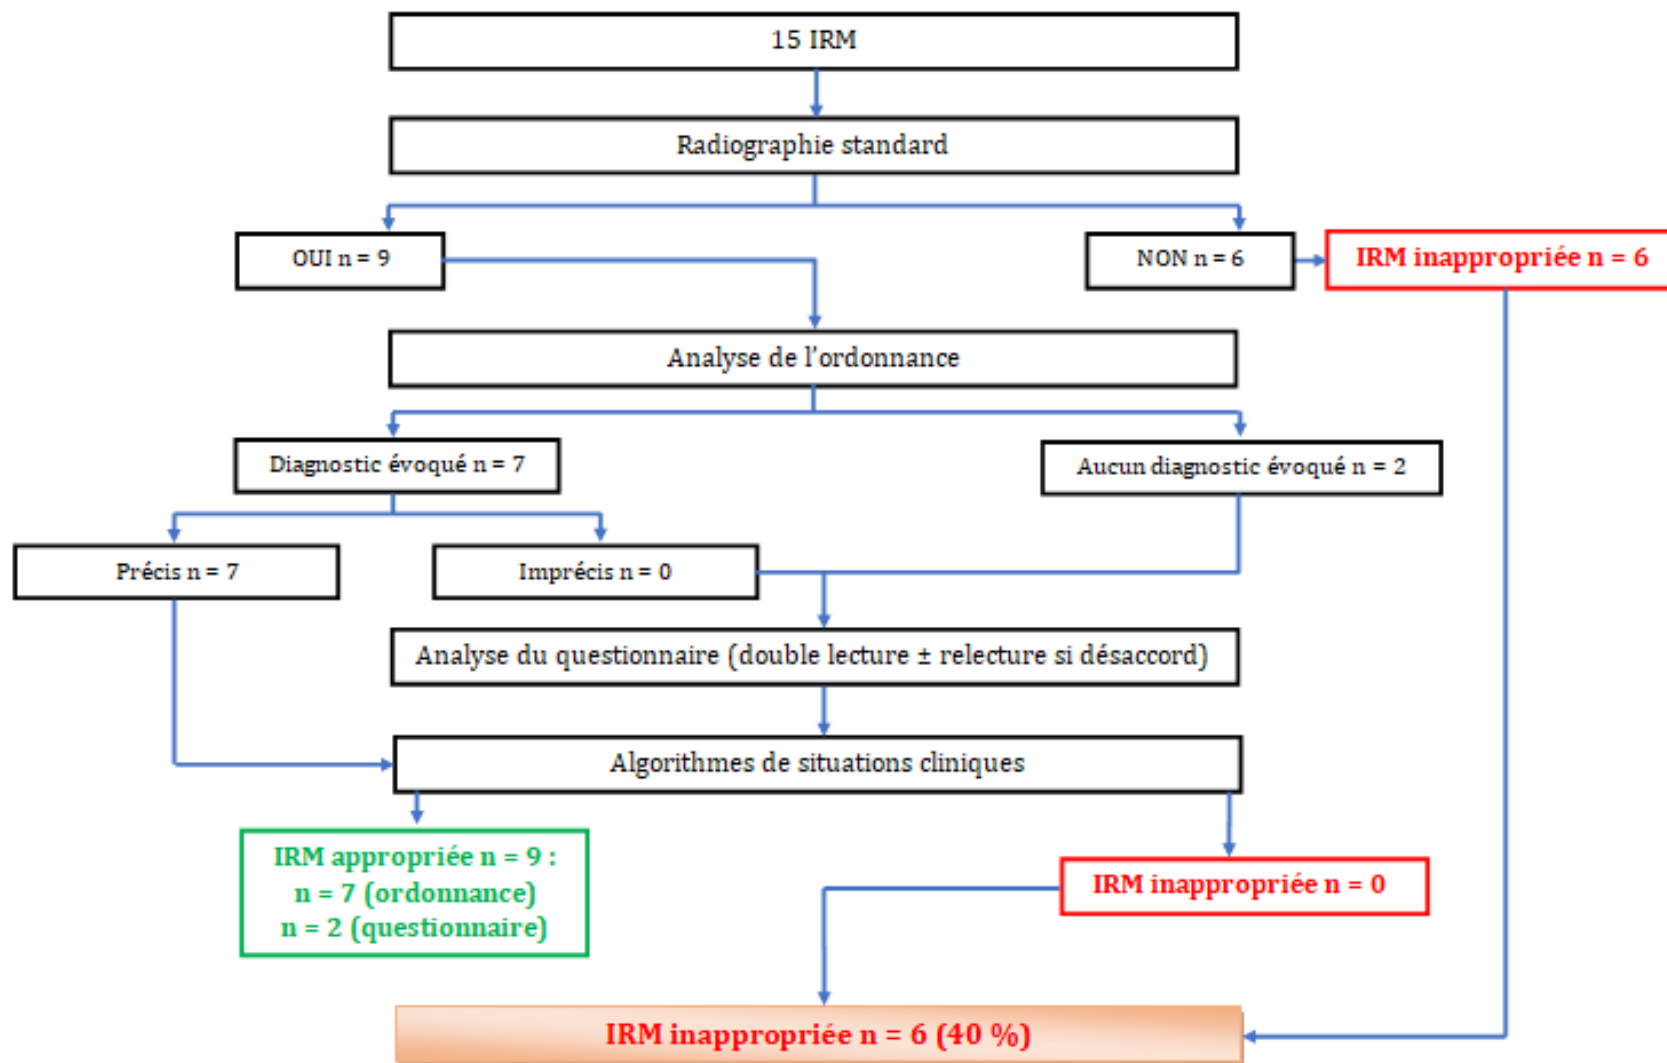 15 IRM
Radiographie standard
OUI n = 9
NON n = 6
IRM inappropriée n = 6
Analyse de l'ordonnance
Diagnostic évoqué n = 7
Aucun diagnostic évoqué n = 2
Précis n = 7
Imprécis n = 0
Analyse du questionnaire (double lecture ± relecture si désaccord)
Algorithmes de situations cliniques
IRM appropriée n = 9 :
n = 7 (ordonnance)
n = 2 (questionnaire)
IRM inappropriée n = 0
IRM inappropriée n = 6 (40 %)